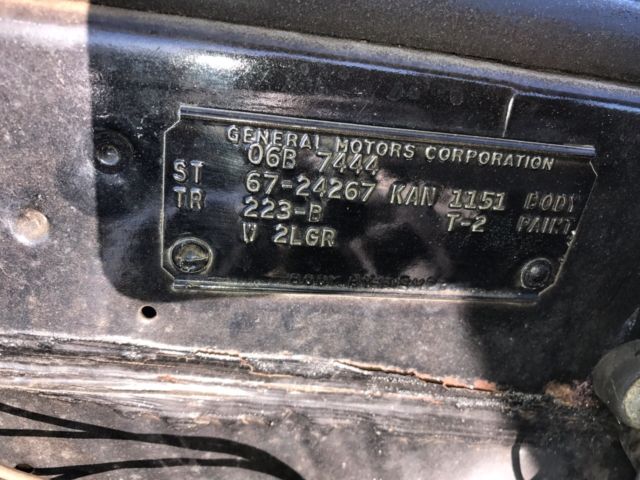 GENERAL MOTORS CORPORATION
06B 7444
ST 67-24267 KAN 1151 BODY
TR 223-B T-2 PAINT
W 2LGR